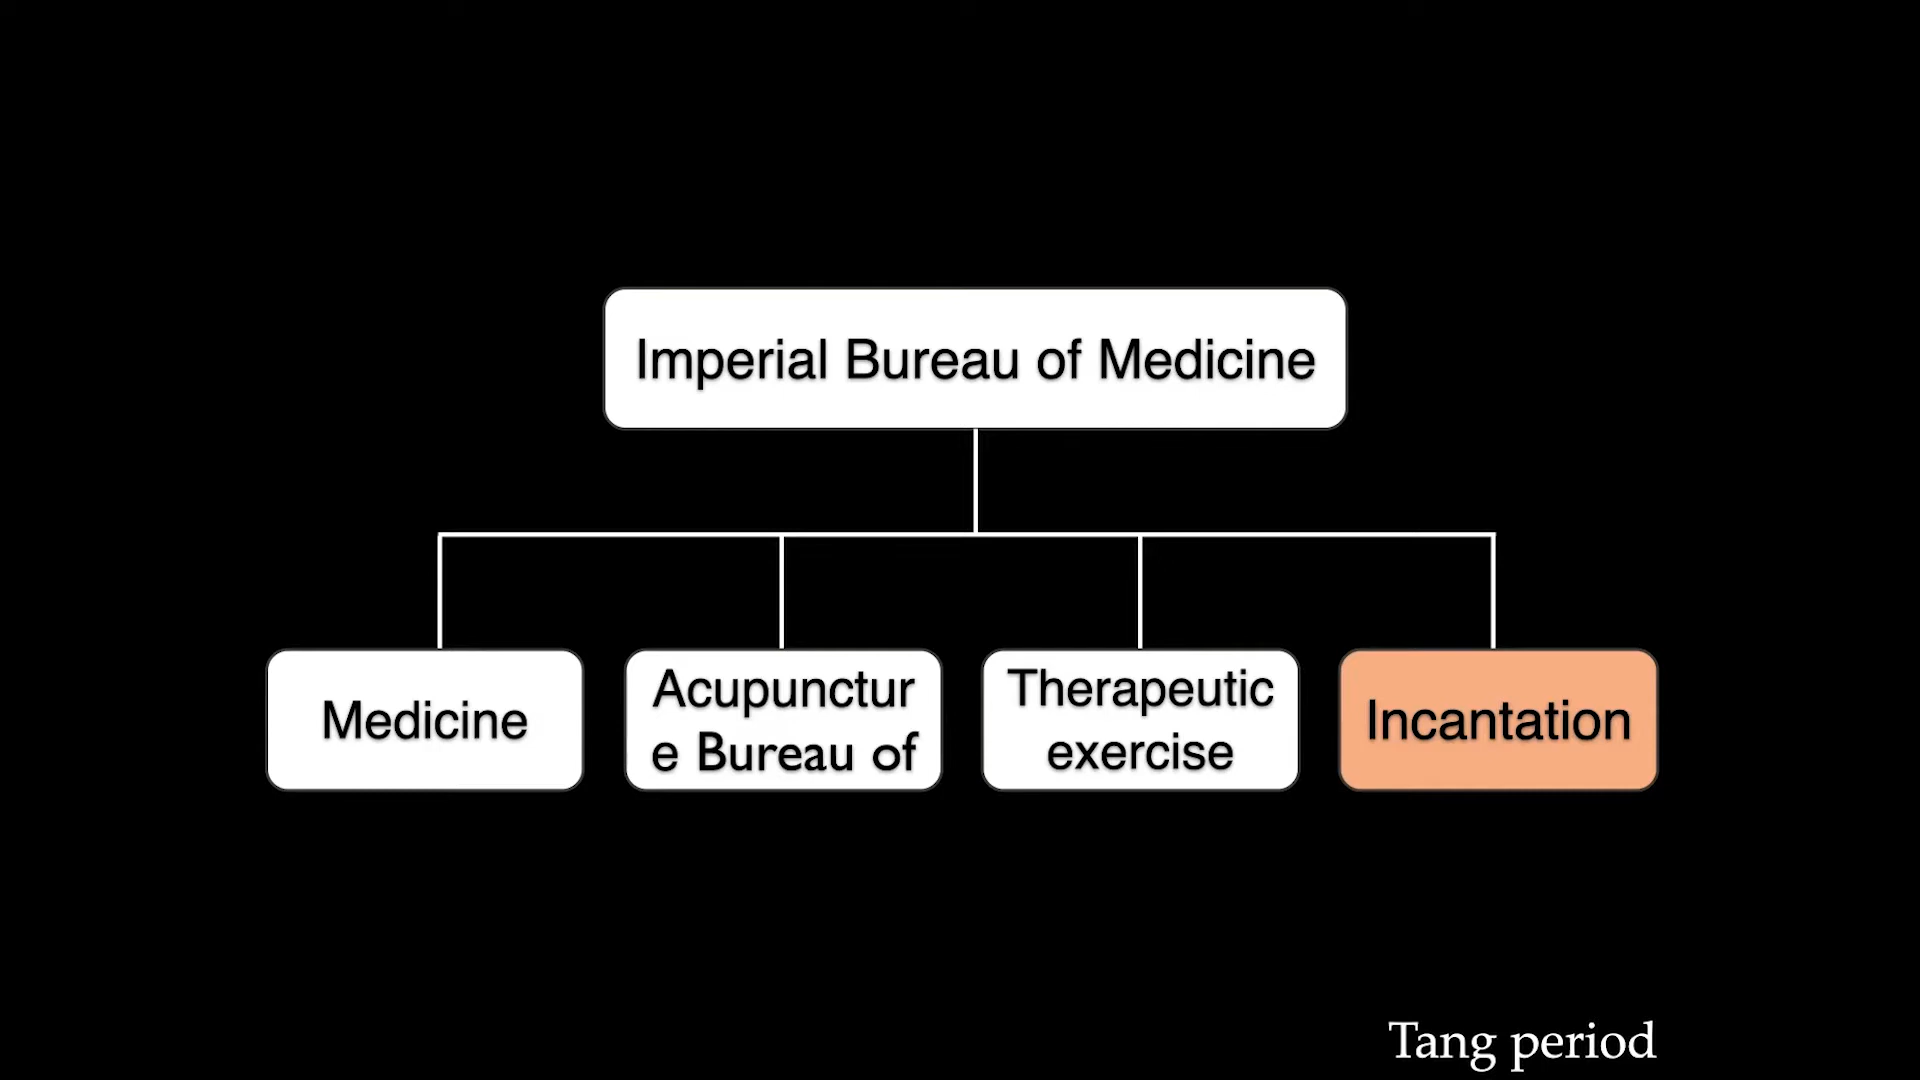 Imperial Bureau of Medicine
Medicine
Acupunctur
e Bureau of
Therapeutic
exercise
Incantation
Tang period